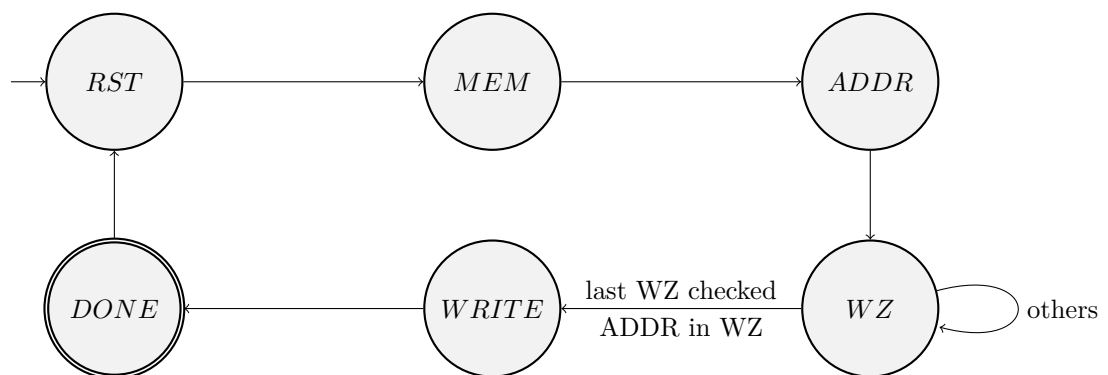 RST
MEM
ADDR
DONE
WRITE
last WZ checked
ADDR in WZ
WZ
others